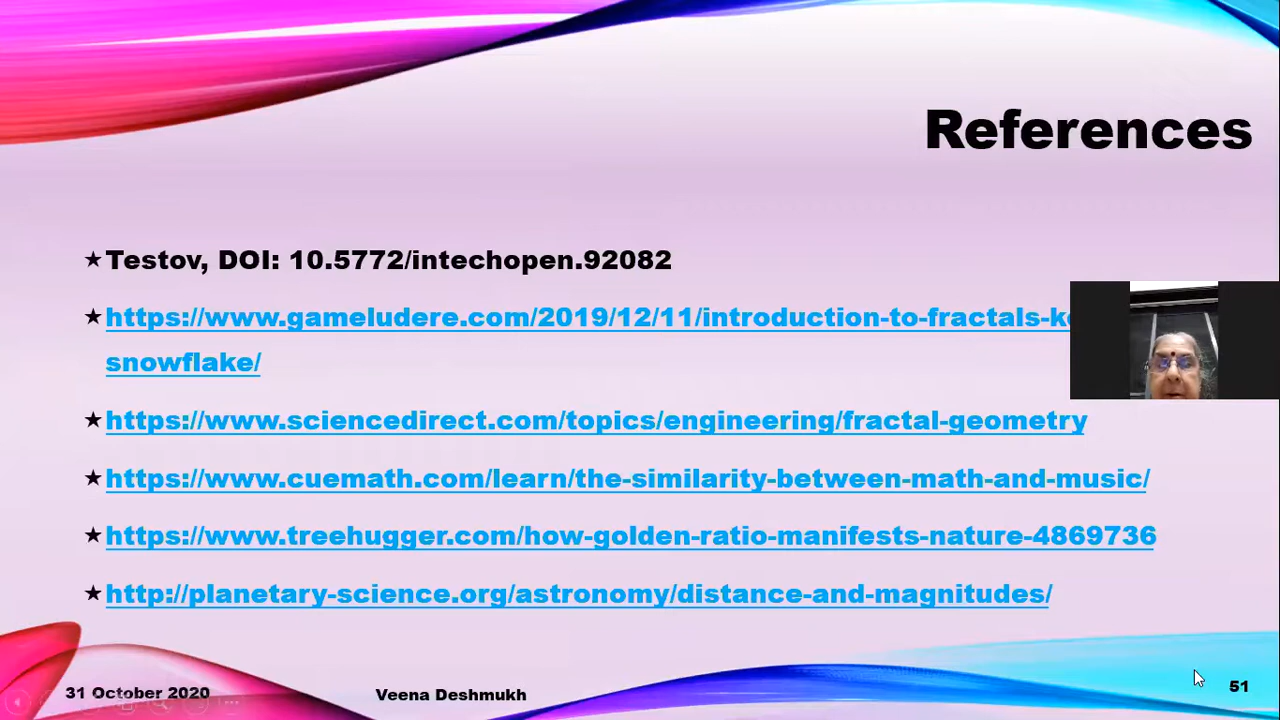 References
Testov, DOI: 10.5772/intechopen.92082
https://www.gameludere.com/2019/12/11/introduction-to-fractals-
snowflake/
https://www.sciencedirect.com/topics/engineering/fractal-geometry
https://www.cuemath.com/learn/the-similarity-between-math-and-music/
https://www.treehugger.com/how-golden-ratio-manifests-nature-4869736
http://planetary-science.org/astronomy/distance-and-magnitudes/
31 October 2020
Veena Deshmukh
51